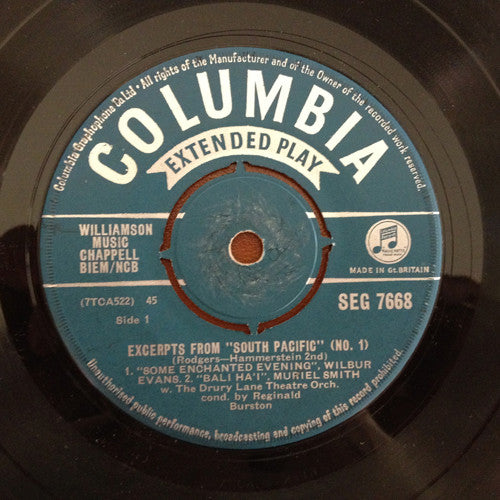 Columbia Graphophone Co Ltd · All rights of the Manufacturer and of the Owner of the recorded work reserved.
COLUMBIA
EXTENDED PLAY
WILLIAMSON
MUSIC
CHAPPELL
BIEM/NCB
MADE IN Gt. BRITAIN
(7TCA522) 45
SEG 7668
Side 1
EXCERPTS FROM "SOUTH PACIFIC" (NO. 1)
(Rodgers—Hammerstein 2nd)
1. "SOME ENCHANTED EVENING", WILBUR
EVANS. 2. "BALI HA'I". MURIEL SMITH
w. The Drury Lane Theatre Orch.
cond. by Reginald
Burston
Unauthorised public performance, broadcasting and copying of this record prohibited